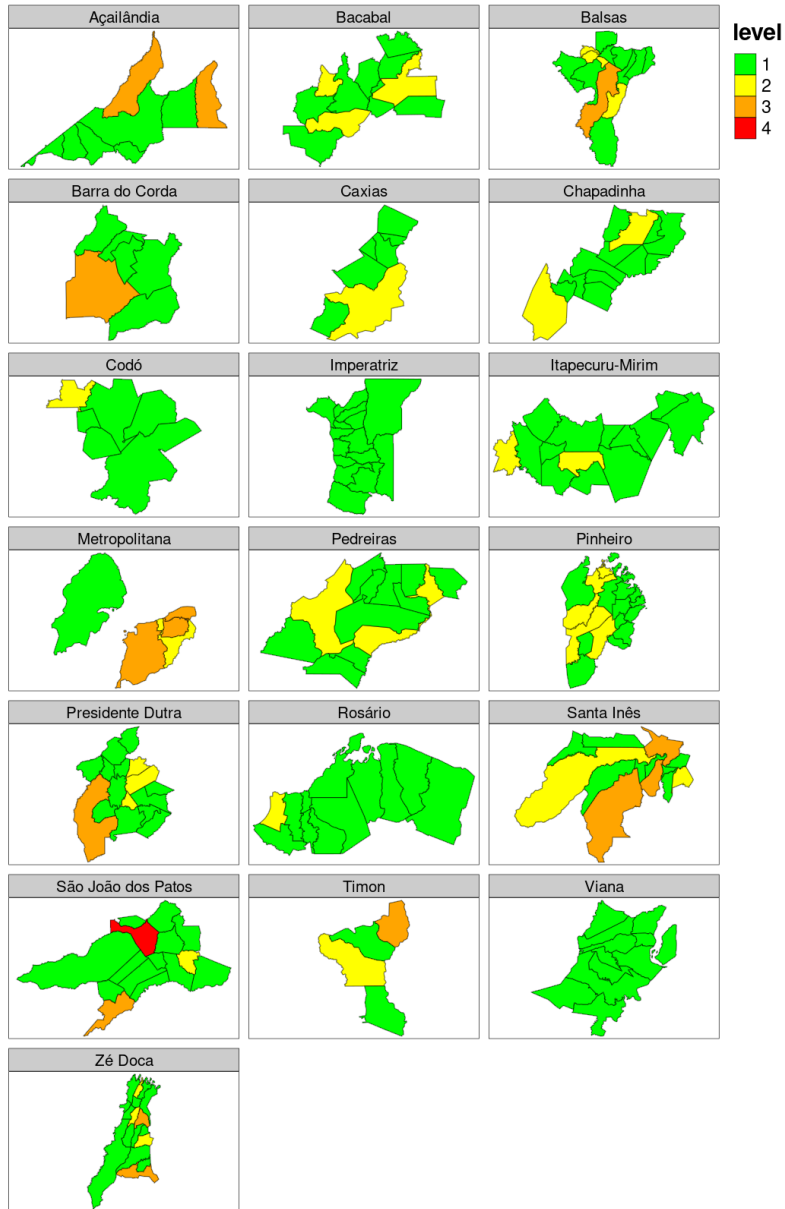 Açailândia
Bacabal
Balsas
level
1
2
3
4
Barra do Corda
Caxias
Chapadinha
Codó
Imperatriz
Itapecuru-Mirim
Metropolitana
Pedreiras
Pinheiro
Presidente Dutra
Rosário
Santa Inês
São João dos Patos
Timon
Viana
Zé Doca